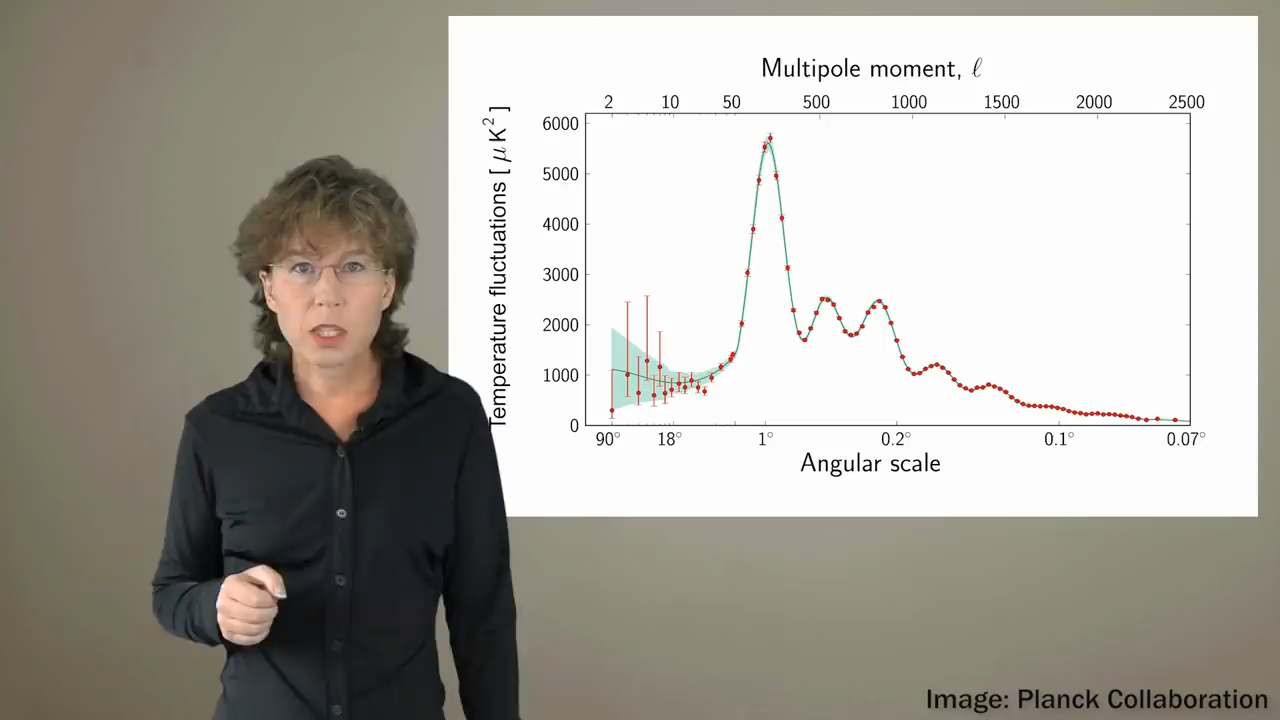 Multipole moment, ℓ
2 10 50 500 1000 1500 2000 2500
Temperature fluctuations [ μ K² ]
6000
5000
4000
3000
2000
1000
0
90° 18° 1° 0.2° 0.1° 0.07°
Angular scale
Image: Planck Collaboration